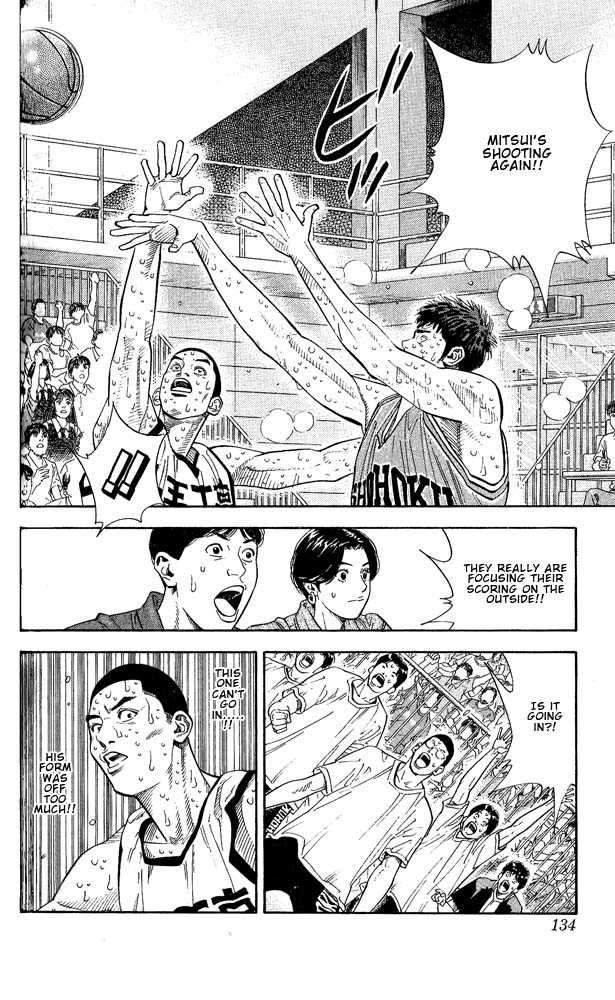 MITSUI'S
SHOOTING
AGAIN!!
ビ
!!
SHOHOKU
THEY REALLY ARE
FOCUSING THEIR
SCORING ON THE
OUTSIDE!!
IS IT
GOING
IN?!
THIS
ONE
CAN'T
GO
IN.....
!!
HIS
FORM
WAS
OFF
TOO
MUCH!!
134